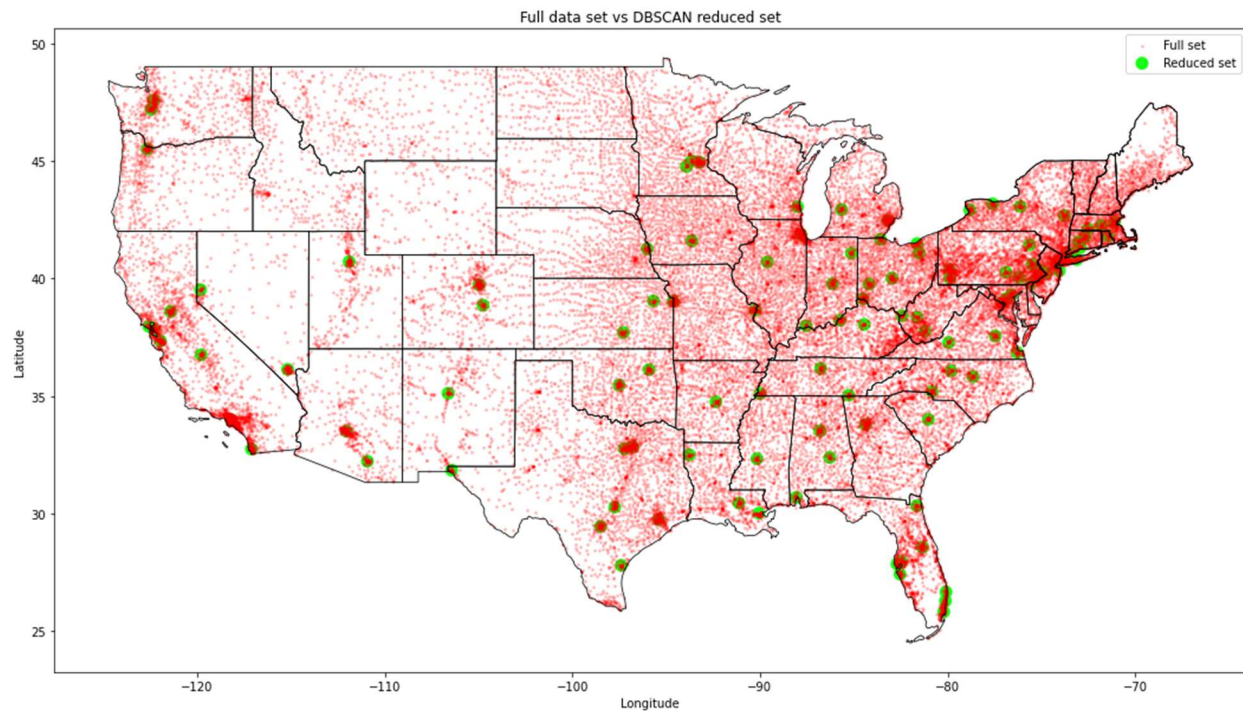 Full data set vs DBSCAN reduced set
Full set
Reduced set
50
45
40
35
30
25
Latitude
−120
−110
−100
−90
−80
−70
Longitude